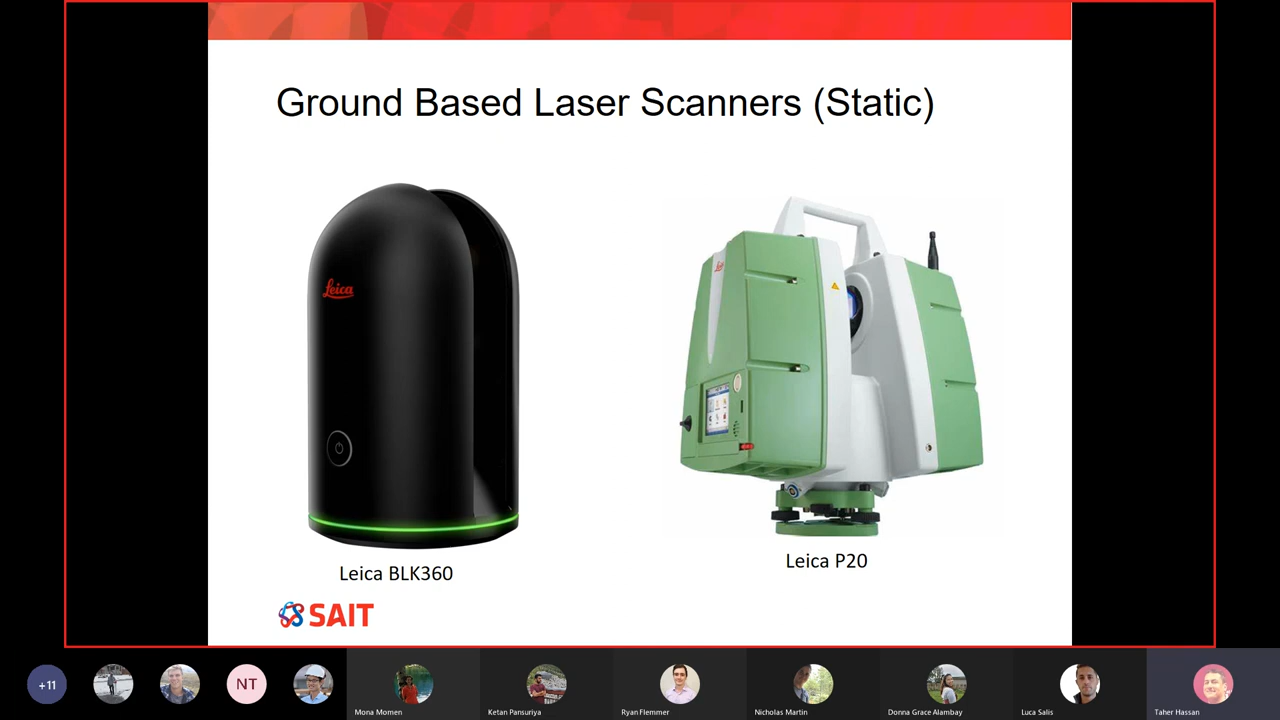 Ground Based Laser Scanners (Static)
Leica
Leica BLK360
Leica P20
SAIT
+11
NT
Mona Momen
Ketan Pansuriya
Ryan Flemmer
Nicholas Martin
Donna Grace Alambay
Luca Salis
Taher Hassan